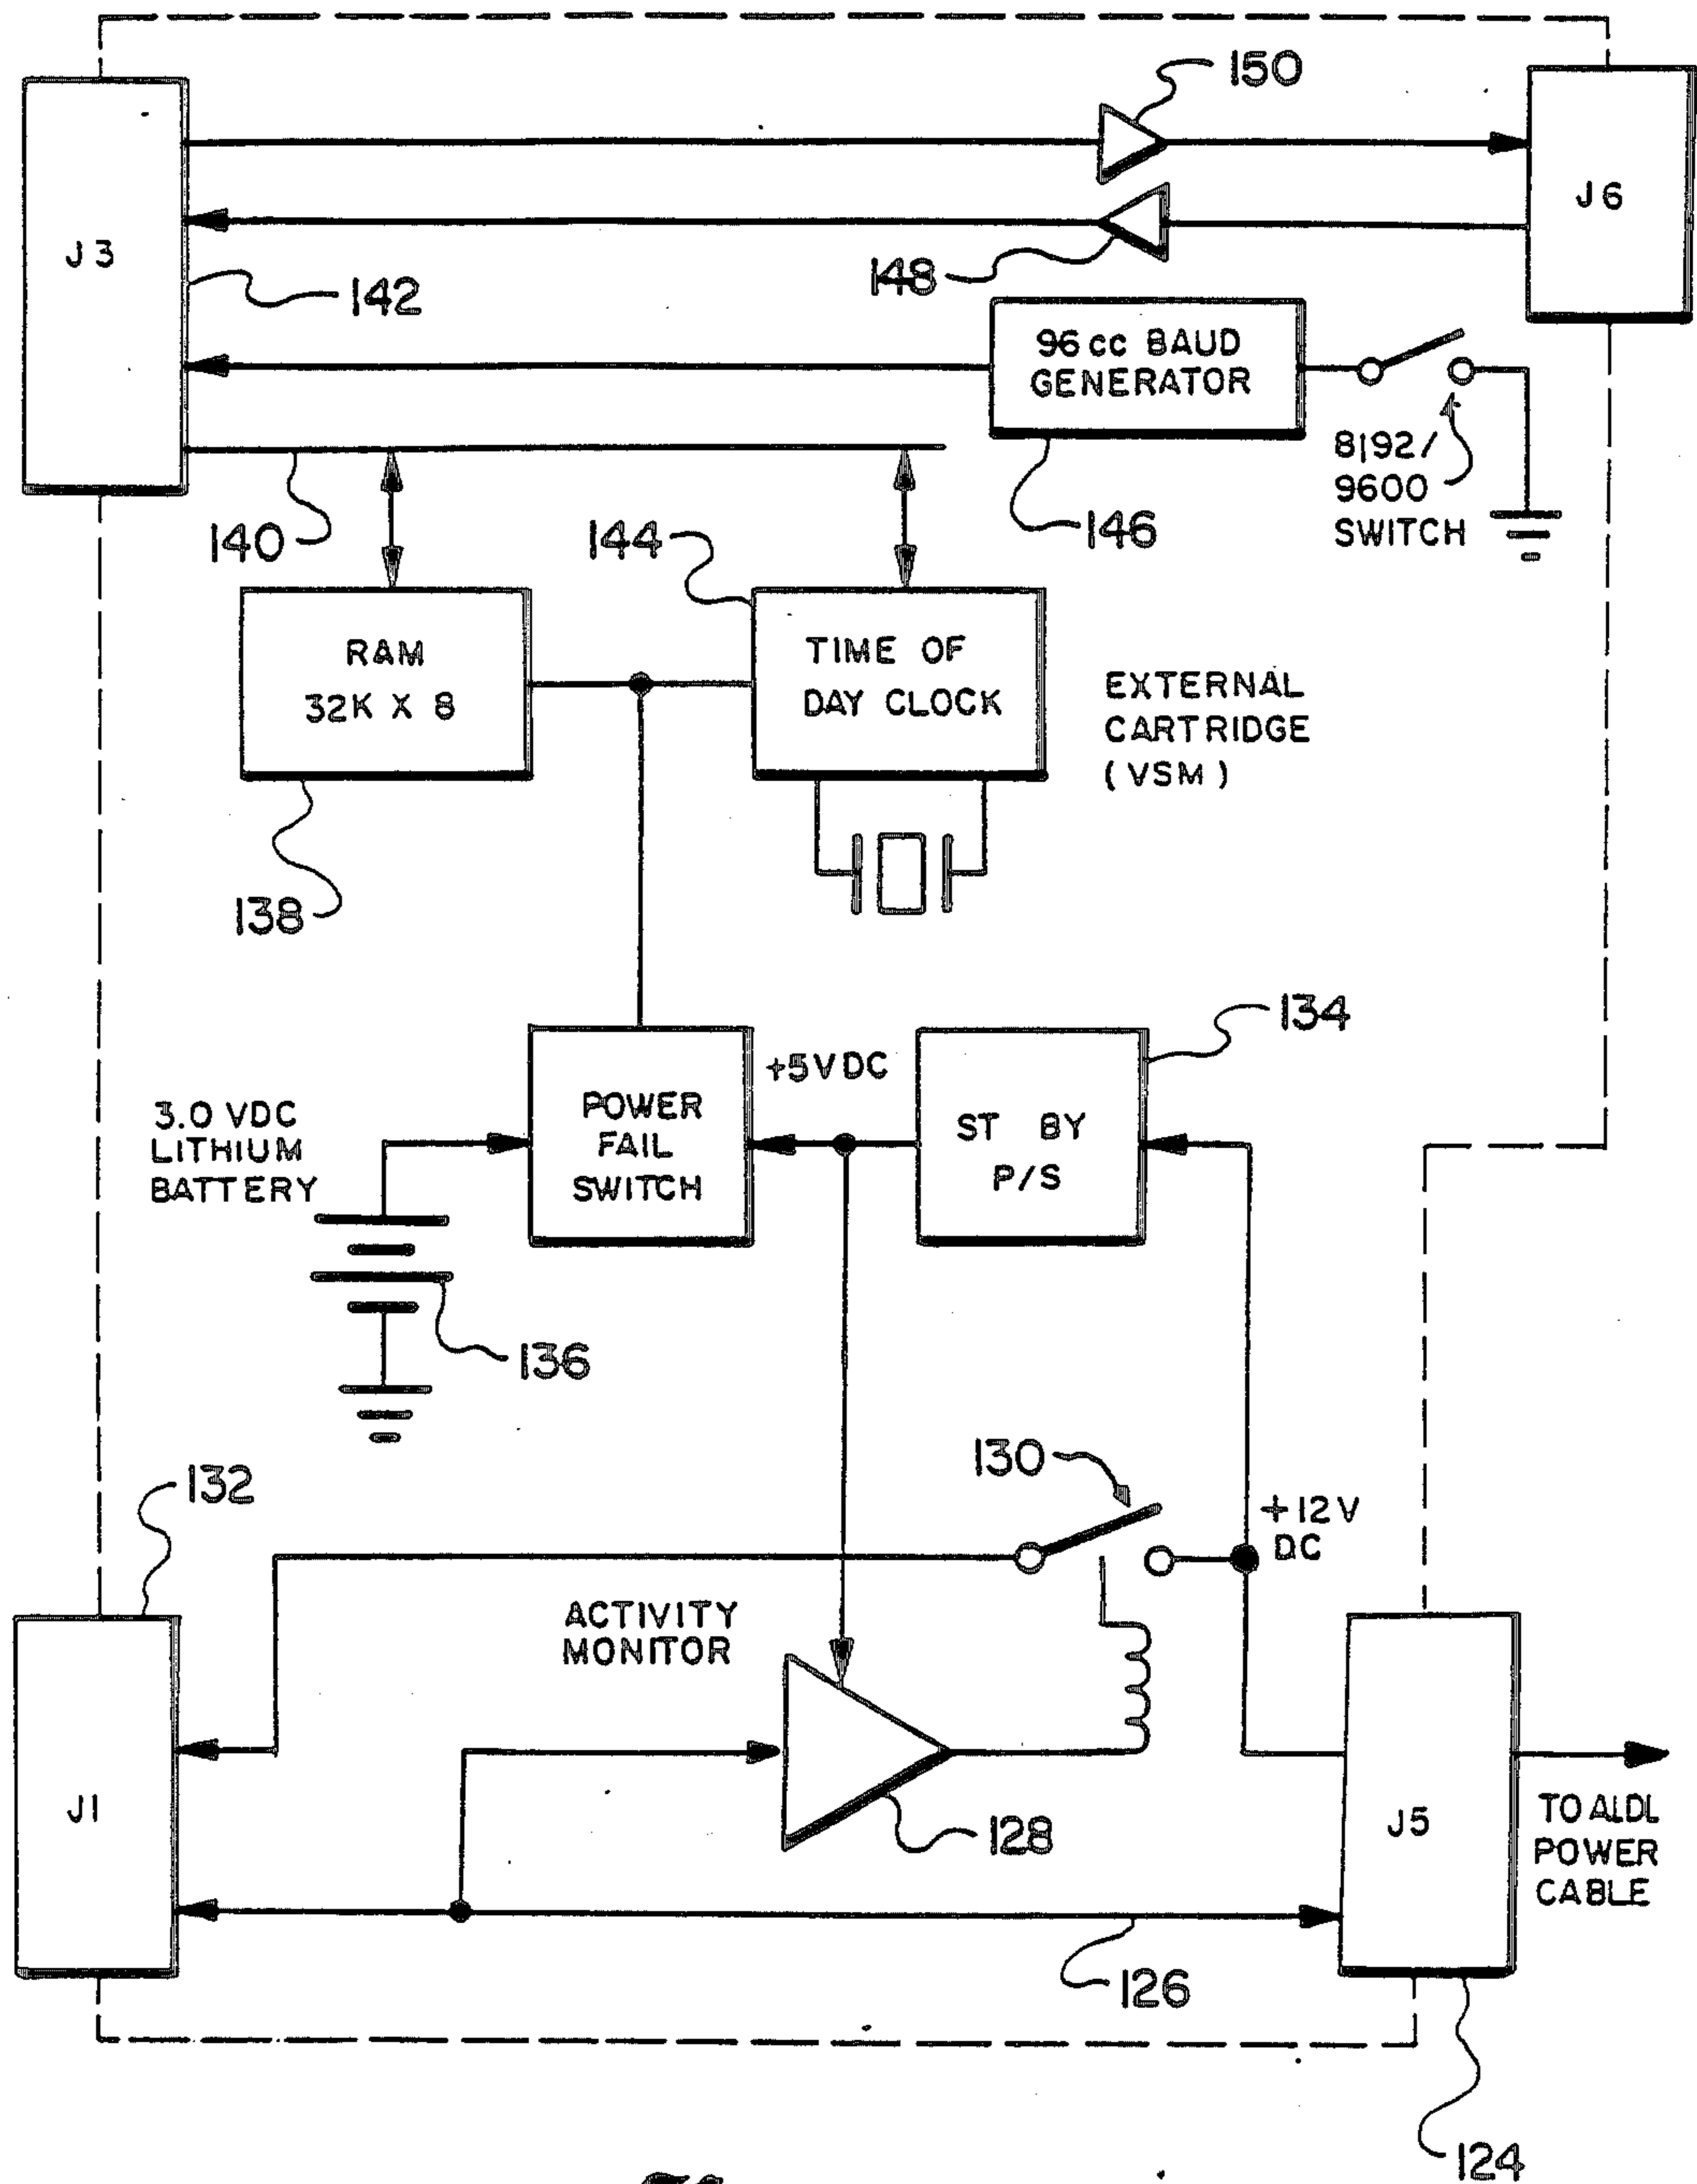 150
J3
J6
148
142
96cc BAUD
GENERATOR
8192/
9600
SWITCH
140
144
146
RAM
32K X 8
TIME OF
DAY CLOCK
EXTERNAL
CARTRIDGE
(VSM)
138
134
+5VDC
3.0 VDC
LITHIUM
BATTERY
POWER
FAIL
SWITCH
ST BY
P/S
136
130
132
+12V
DC
ACTIVITY
MONITOR
J1
128
J5
TO ALDL
POWER
CABLE
126
124